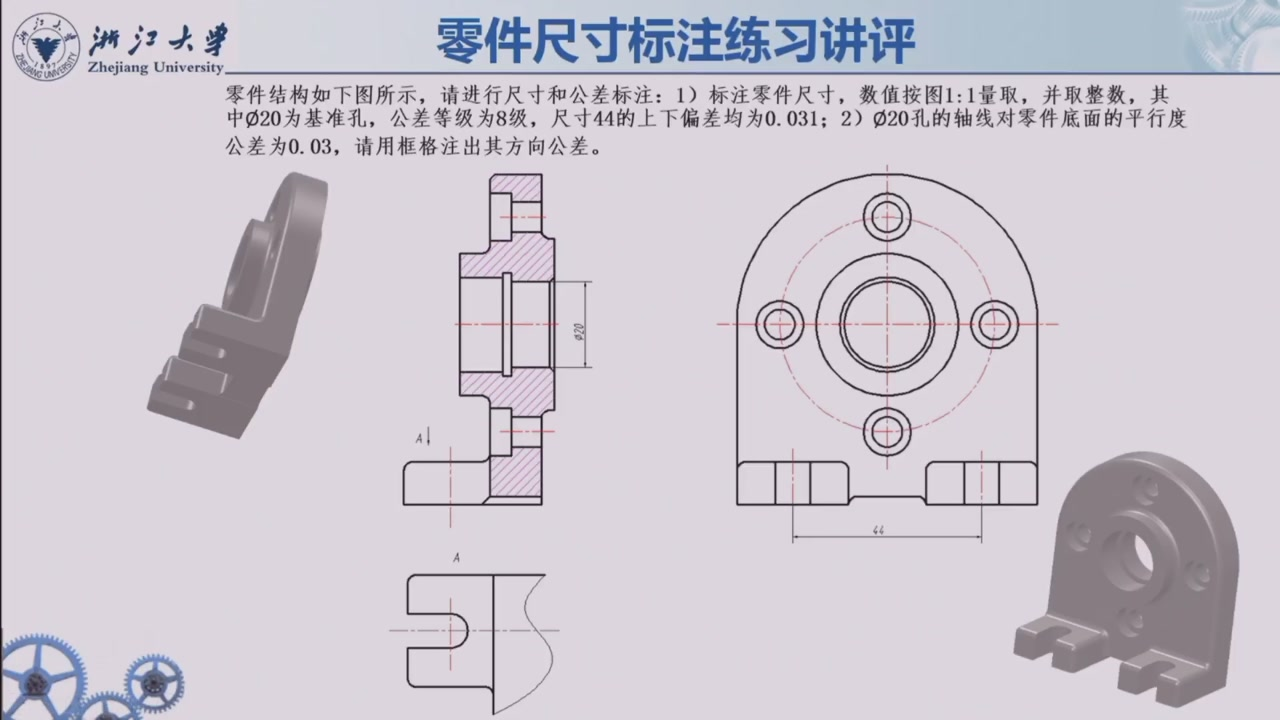 浙江大学
Zhejiang University
零件尺寸标注练习讲评
零件结构如下图所示，请进行尺寸和公差标注：1）标注零件尺寸，数值按图1:1量取，并取整数，其
中Ø20为基准孔，公差等级为8级，尺寸44的上下偏差均为0.031；2）Ø20孔的轴线对零件底面的平行度
公差为0.03，请用框格注出其方向公差。
Ø20
A
44
A